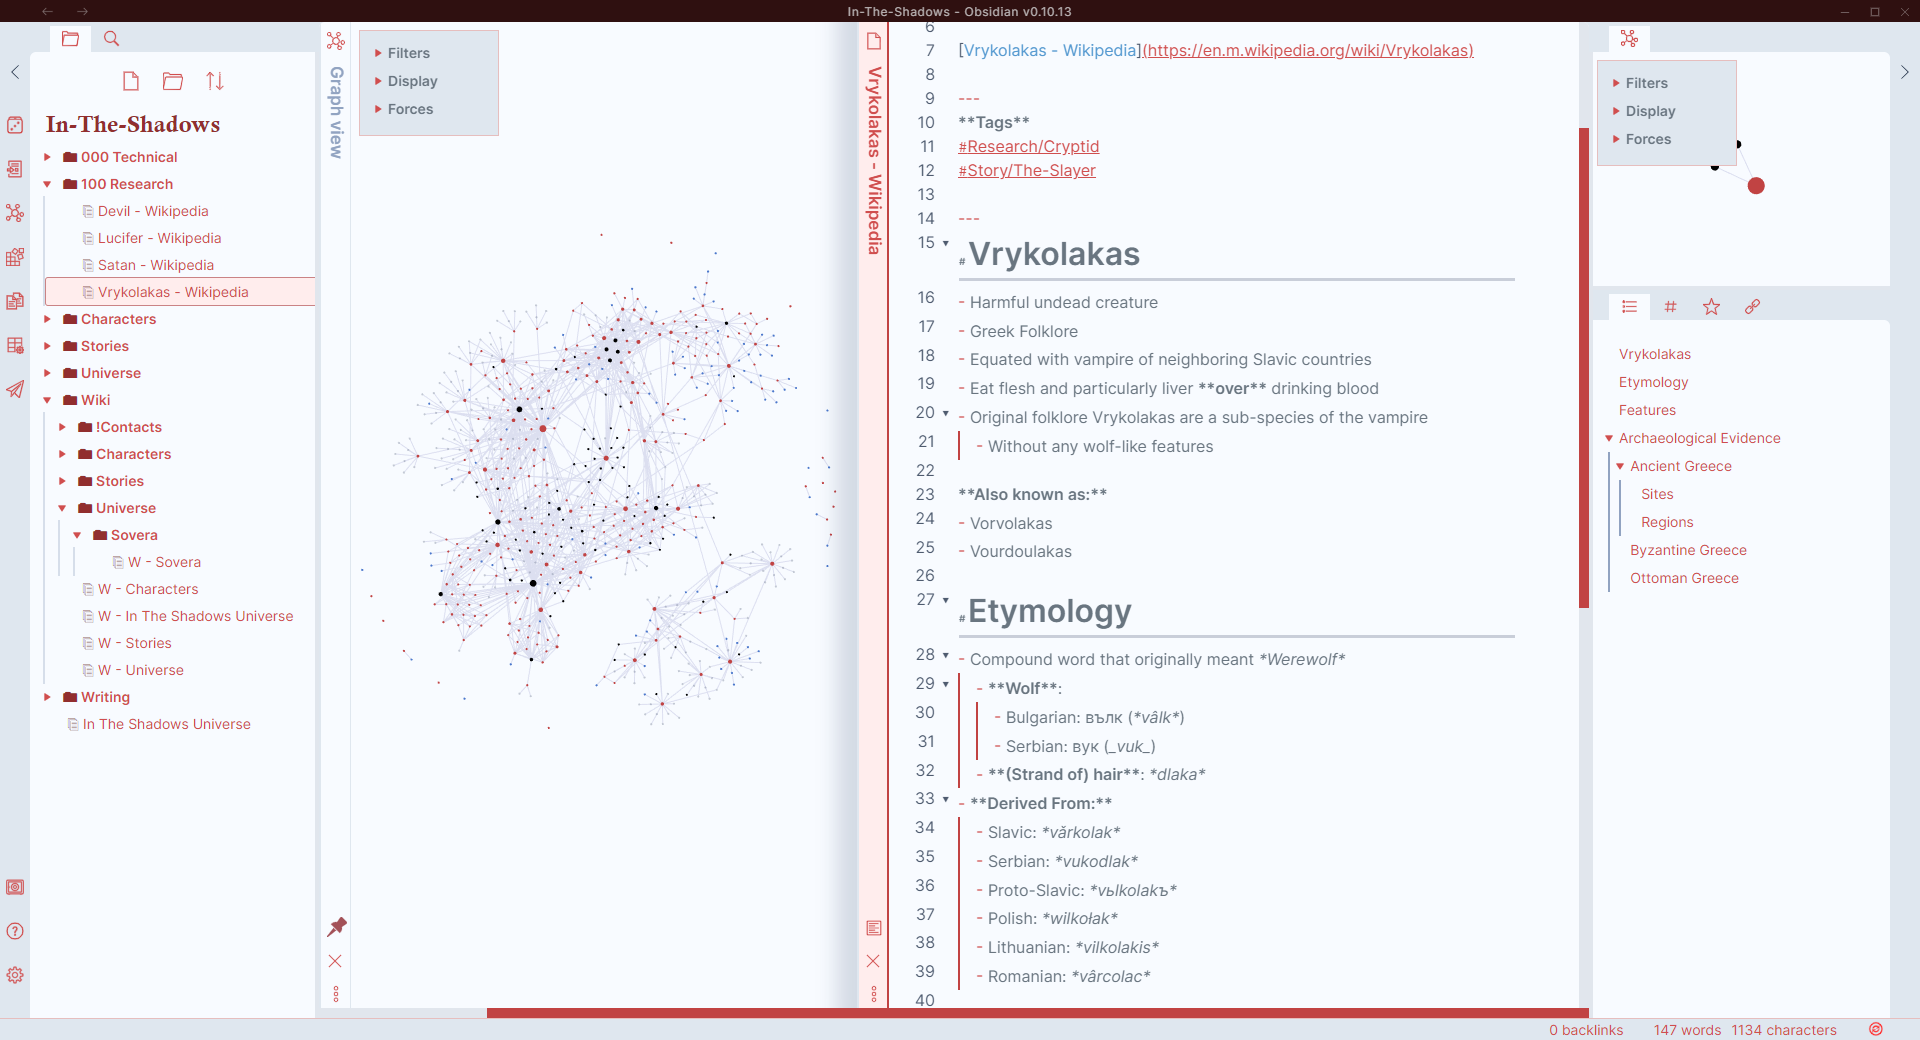 In-The-Shadows - Obsidian v0.10.13
In-The-Shadows
000 Technical
100 Research
Devil - Wikipedia
Lucifer - Wikipedia
Satan - Wikipedia
Vrykolakas - Wikipedia
Characters
Stories
Universe
Wiki
!Contacts
Characters
Stories
Universe
Sovera
W - Sovera
W - Characters
W - In The Shadows Universe
W - Stories
W - Universe
Writing
In The Shadows Universe
Graph view
Filters
Display
Forces
Vrykolakas - Wikipedia
6
7 [Vrykolakas - Wikipedia](https://en.m.wikipedia.org/wiki/Vrykolakas)
8
9 ---
10 **Tags**
11 #Research/Cryptid
12 #Story/The-Slayer
13
14 ---
15 # Vrykolakas
16 - Harmful undead creature
17 - Greek Folklore
18 - Equated with vampire of neighboring Slavic countries
19 - Eat flesh and particularly liver **over** drinking blood
20 - Original folklore Vrykolakas are a sub-species of the vampire
21 - Without any wolf-like features
22
23 **Also known as:**
24 - Vorvolakas
25 - Vourdoulakas
26
27 # Etymology
28 - Compound word that originally meant *Werewolf*
29 - **Wolf**:
30 - Bulgarian: вълк (*vâlk*)
31 - Serbian: вук (_vuk_)
32 - **(Strand of) hair**: *dlaka*
33 - **Derived From:**
34 - Slavic: *vărkolak*
35 - Serbian: *vukodlak*
36 - Proto-Slavic: *vьlkolakъ*
37 - Polish: *wilkołak*
38 - Lithuanian: *vilkolakis*
39 - Romanian: *vârcolac*
40
Filters
Display
Forces
Vrykolakas
Etymology
Features
Archaeological Evidence
Ancient Greece
Sites
Regions
Byzantine Greece
Ottoman Greece
0 backlinks 147 words 1134 characters